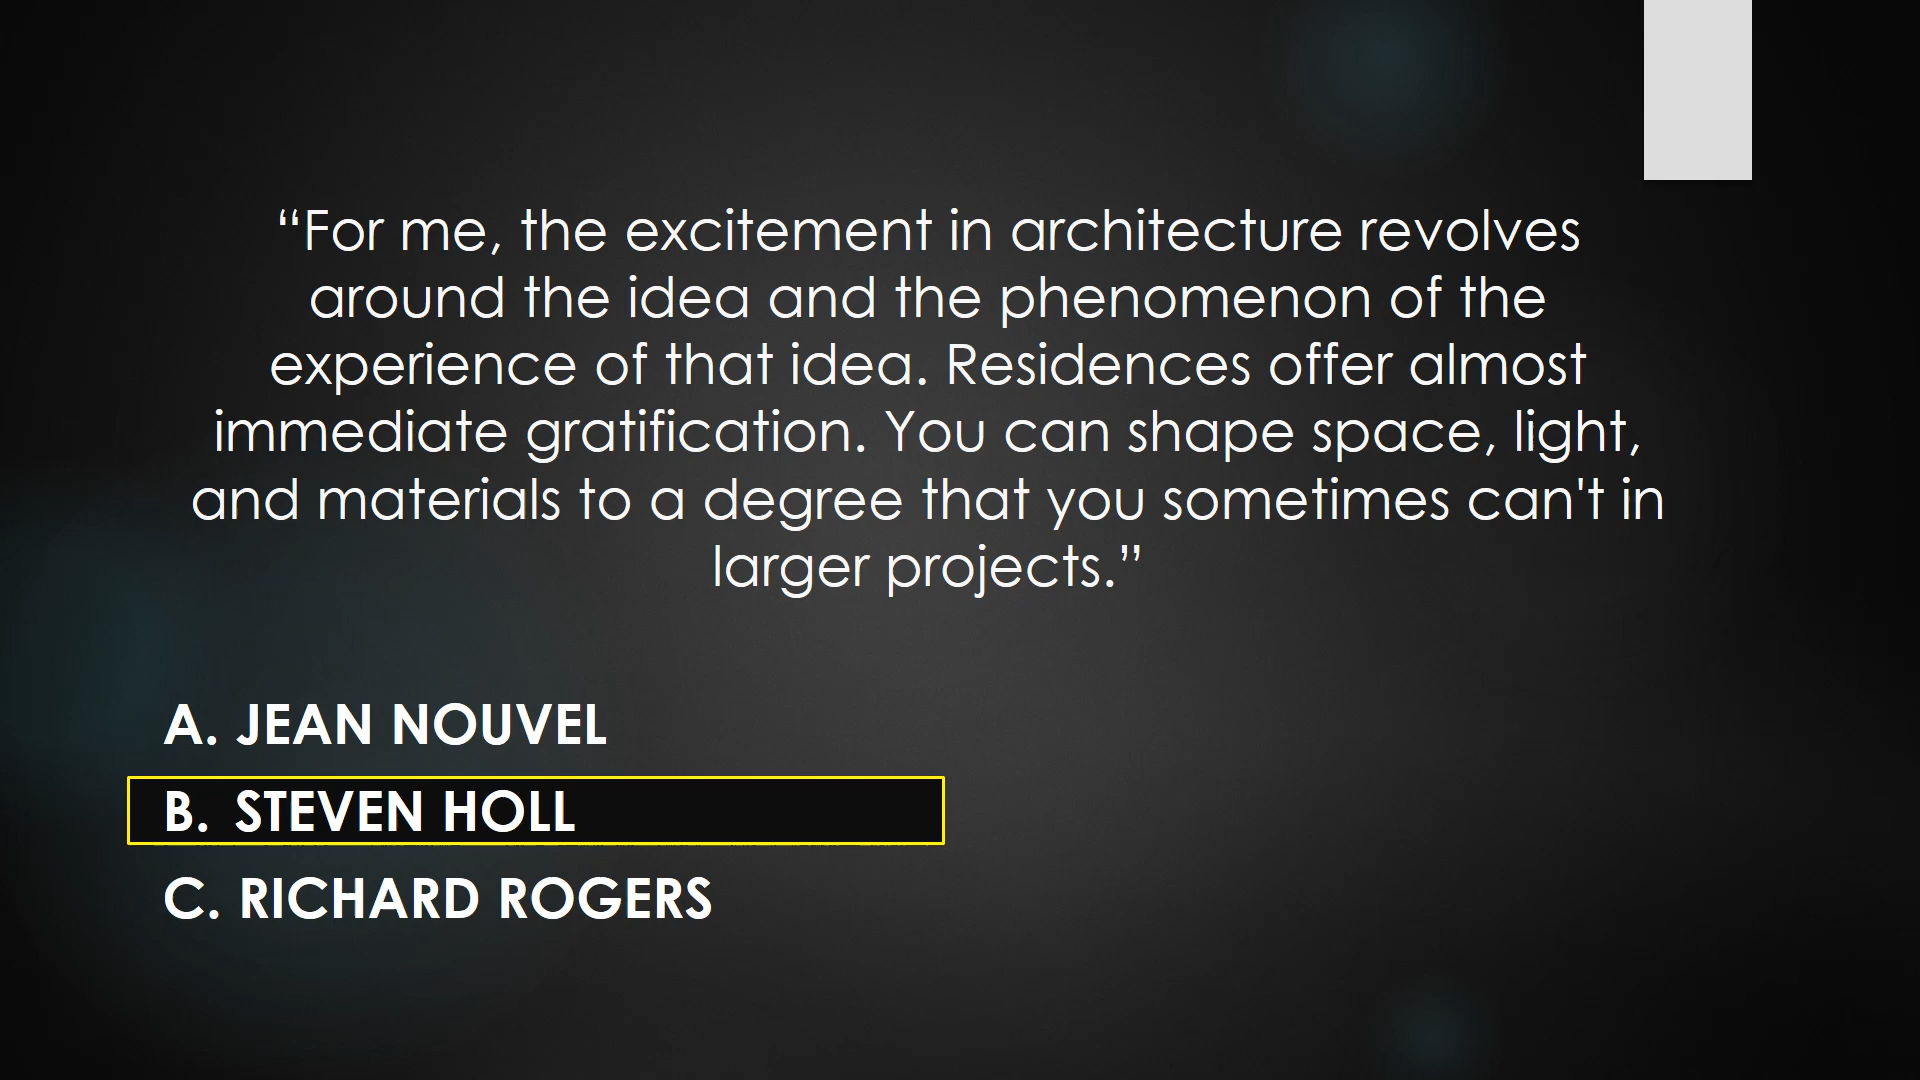 “For me, the excitement in architecture revolves
around the idea and the phenomenon of the
experience of that idea. Residences offer almost
immediate gratification. You can shape space, light,
and materials to a degree that you sometimes can't in
larger projects.”
A. JEAN NOUVEL
B. STEVEN HOLL
C. RICHARD ROGERS